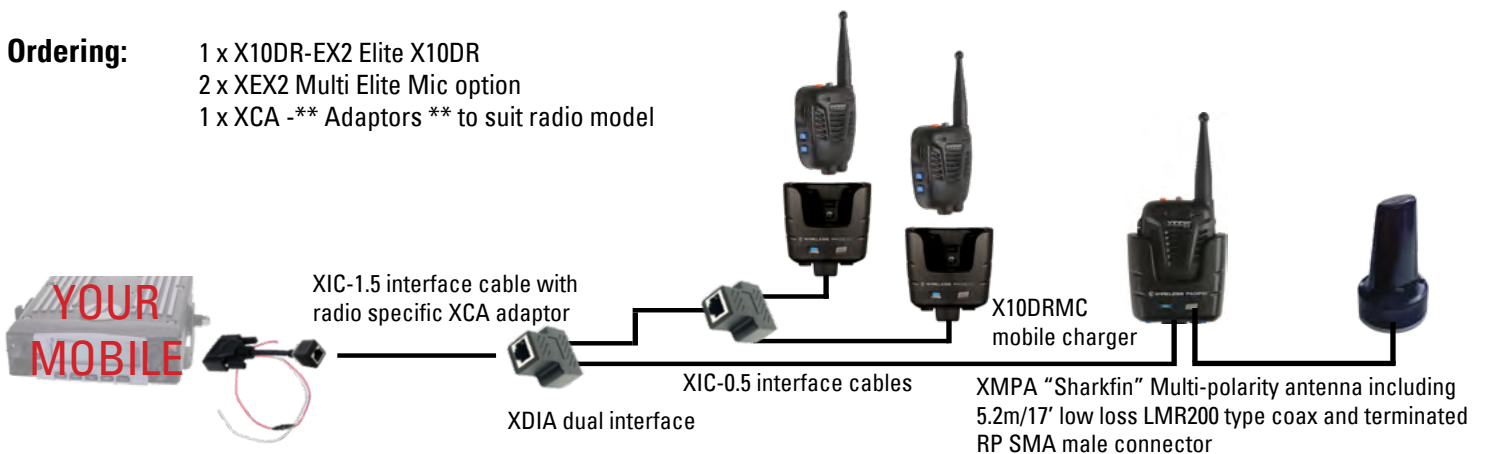 Ordering: 1 x X10DR-EX2 Elite X10DR
2 x XEX2 Multi Elite Mic option
1 x XCA -** Adaptors ** to suit radio model
YOUR
MOBILE
XIC-1.5 interface cable with
radio specific XCA adaptor
XDIA dual interface
XIC-0.5 interface cables
X10DRMC
mobile charger
XMPA “Sharkfin” Multi-polarity antenna including
5.2m/17’ low loss LMR200 type coax and terminated
RP SMA male connector
WIRELESS PACIFIC